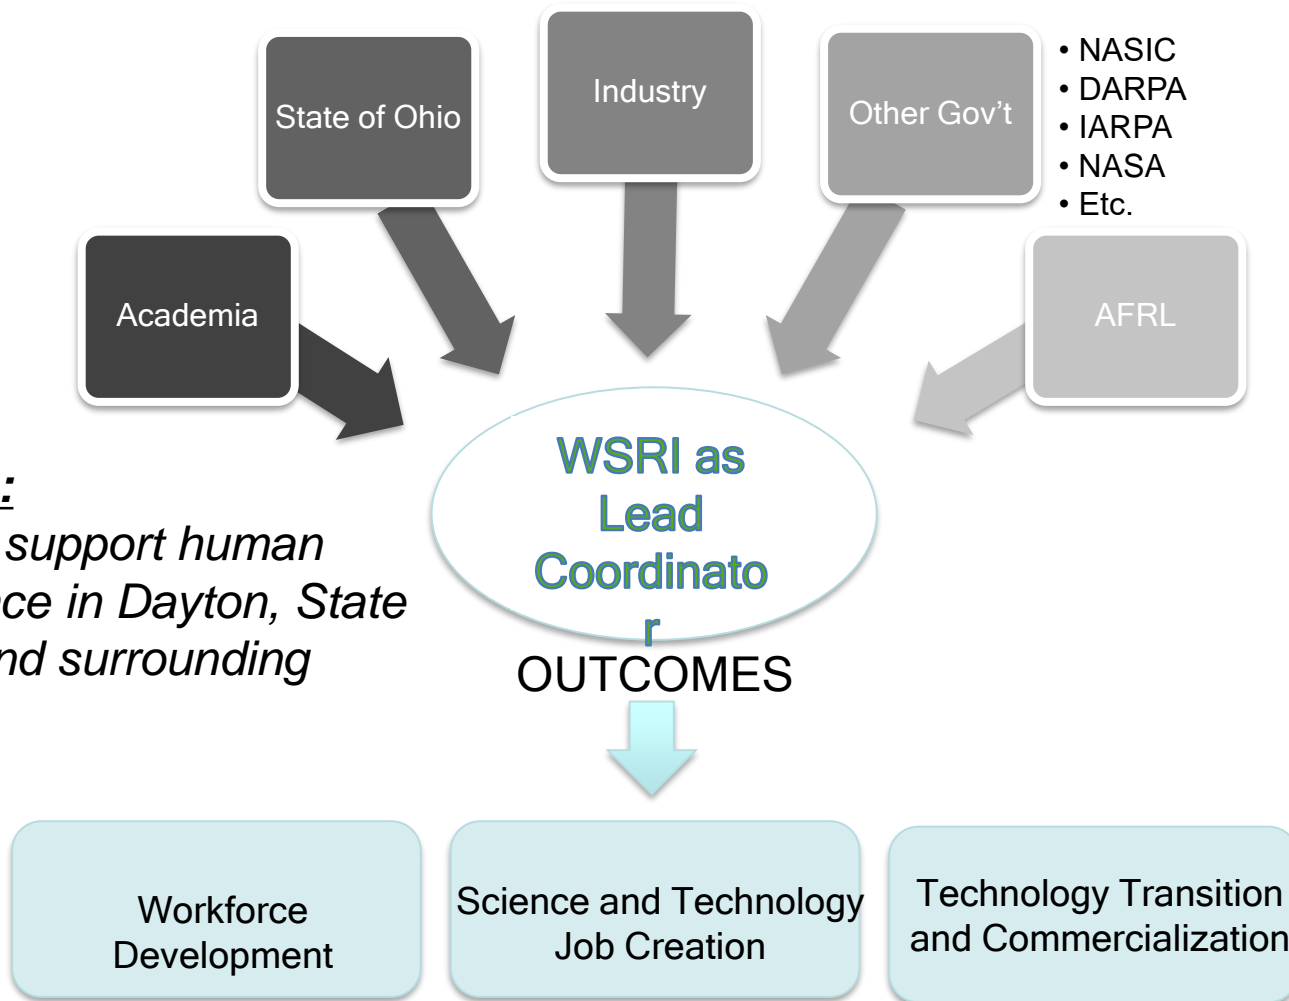 Industry
State of Ohio
Other Gov't
• NASIC
• DARPA
• IARPA
• NASA
• Etc.
Academia
AFRL
WSRI as
Lead
Coordinato
r
:
support human
ce in Dayton, State
nd surrounding
OUTCOMES
Workforce
Development
Science and Technology
Job Creation
Technology Transition
and Commercialization